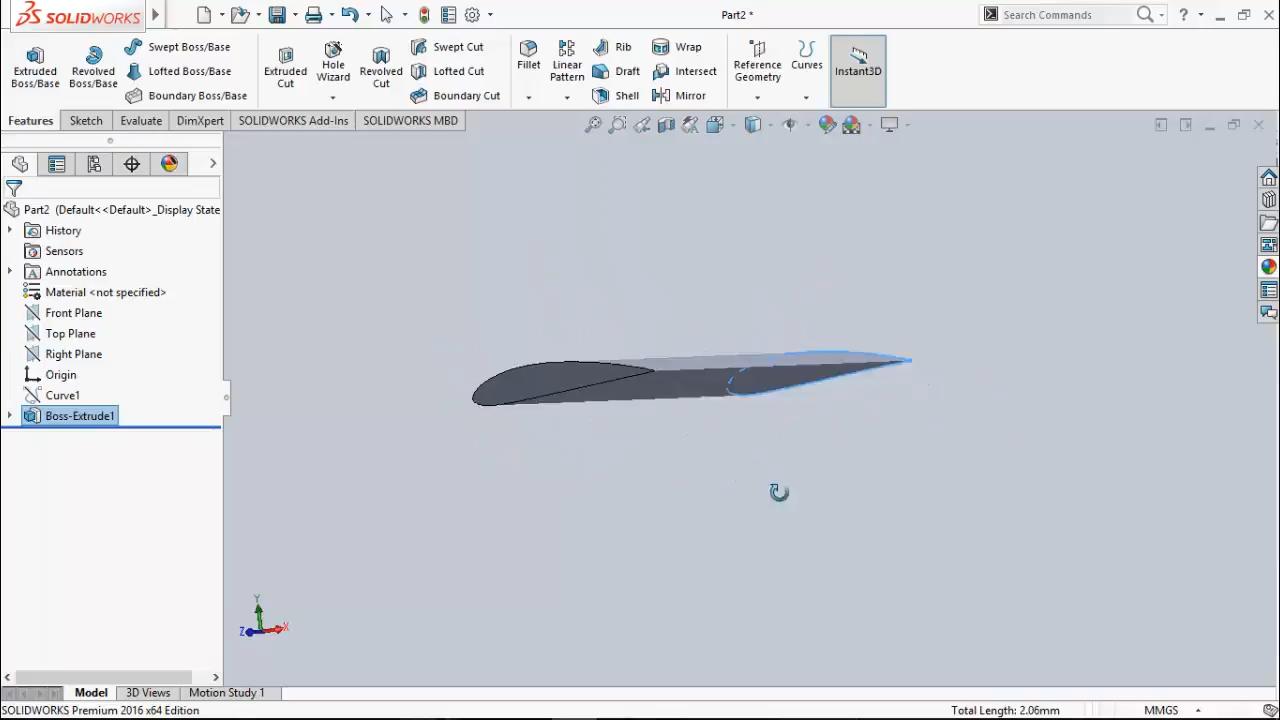 SOLIDWORKS
Part2 *
Search Commands
?
Extruded Boss/Base
Revolved Boss/Base
Swept Boss/Base
Lofted Boss/Base
Boundary Boss/Base
Extruded Cut
Hole Wizard
Revolved Cut
Swept Cut
Lofted Cut
Boundary Cut
Fillet
Linear Pattern
Rib
Draft
Shell
Wrap
Intersect
Mirror
Reference Geometry
Curves
Instant3D
Features
Sketch
Evaluate
DimXpert
SOLIDWORKS Add-Ins
SOLIDWORKS MBD
Part2 (Default<<Default>_Display State
History
Sensors
Annotations
Material <not specified>
Front Plane
Top Plane
Right Plane
Origin
Curve1
Boss-Extrude1
Y
Z
X
Model
3D Views
Motion Study 1
SOLIDWORKS Premium 2016 x64 Edition
Total Length: 2.06mm
MMGS